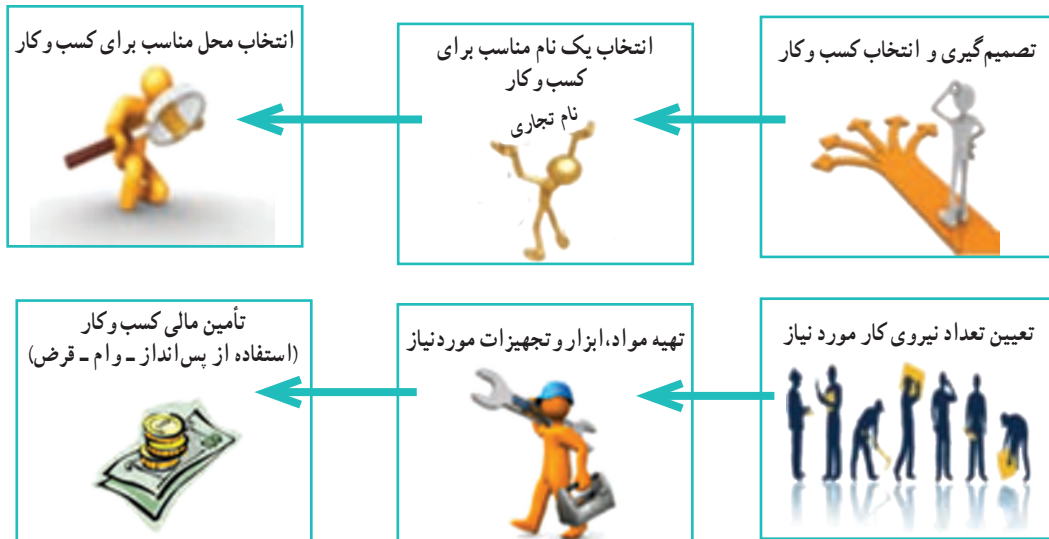 تصمیم‌گیری و انتخاب کسب و کار
انتخاب یک نام مناسب برای
کسب و کار
نام تجاری
انتخاب محل مناسب برای کسب و کار
تعیین تعداد نیروی کار مورد نیاز
تهیه مواد، ابزار و تجهیزات مورد نیاز
تأمین مالی کسب و کار
(استفاده از پس‌انداز ـ وام ـ قرض)